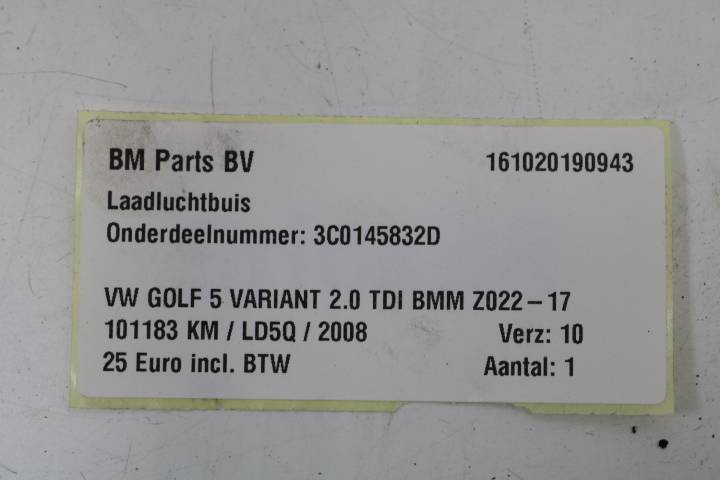 BM Parts BV 161020190943
Laadluchtbuis
Onderdeelnummer: 3C0145832D
VW GOLF 5 VARIANT 2.0 TDI BMM Z022-17
101183 KM / LD5Q / 2008 Verz: 10
25 Euro incl. BTW Aantal: 1